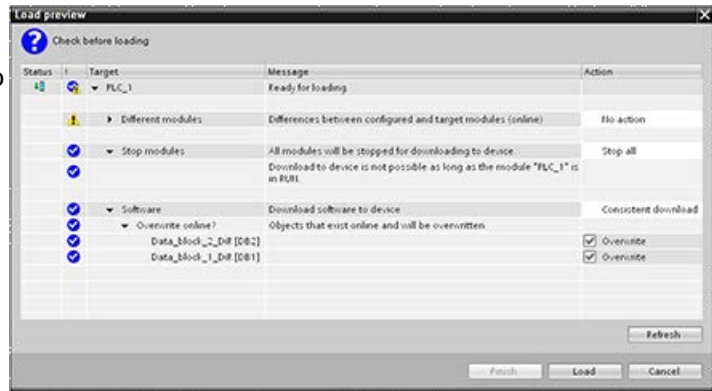 Load preview
Check before loading
Status ! Target Message Action
PLC_1 Ready for loading.
Different modules Differences between configured and target modules (online) No action
Stop modules All modules will be stopped for downloading to device. Stop all
Download to device is not possible as long as the module "PLC_1" is
in RUN.
Software Download software to device Consistent download
Overwrite online? Objects that exist online and will be overwritten
Data_block_2_DiR [DB2] Overwrite
Data_block_1_DiR [DB1] Overwrite
Refresh
Finish Load Cancel